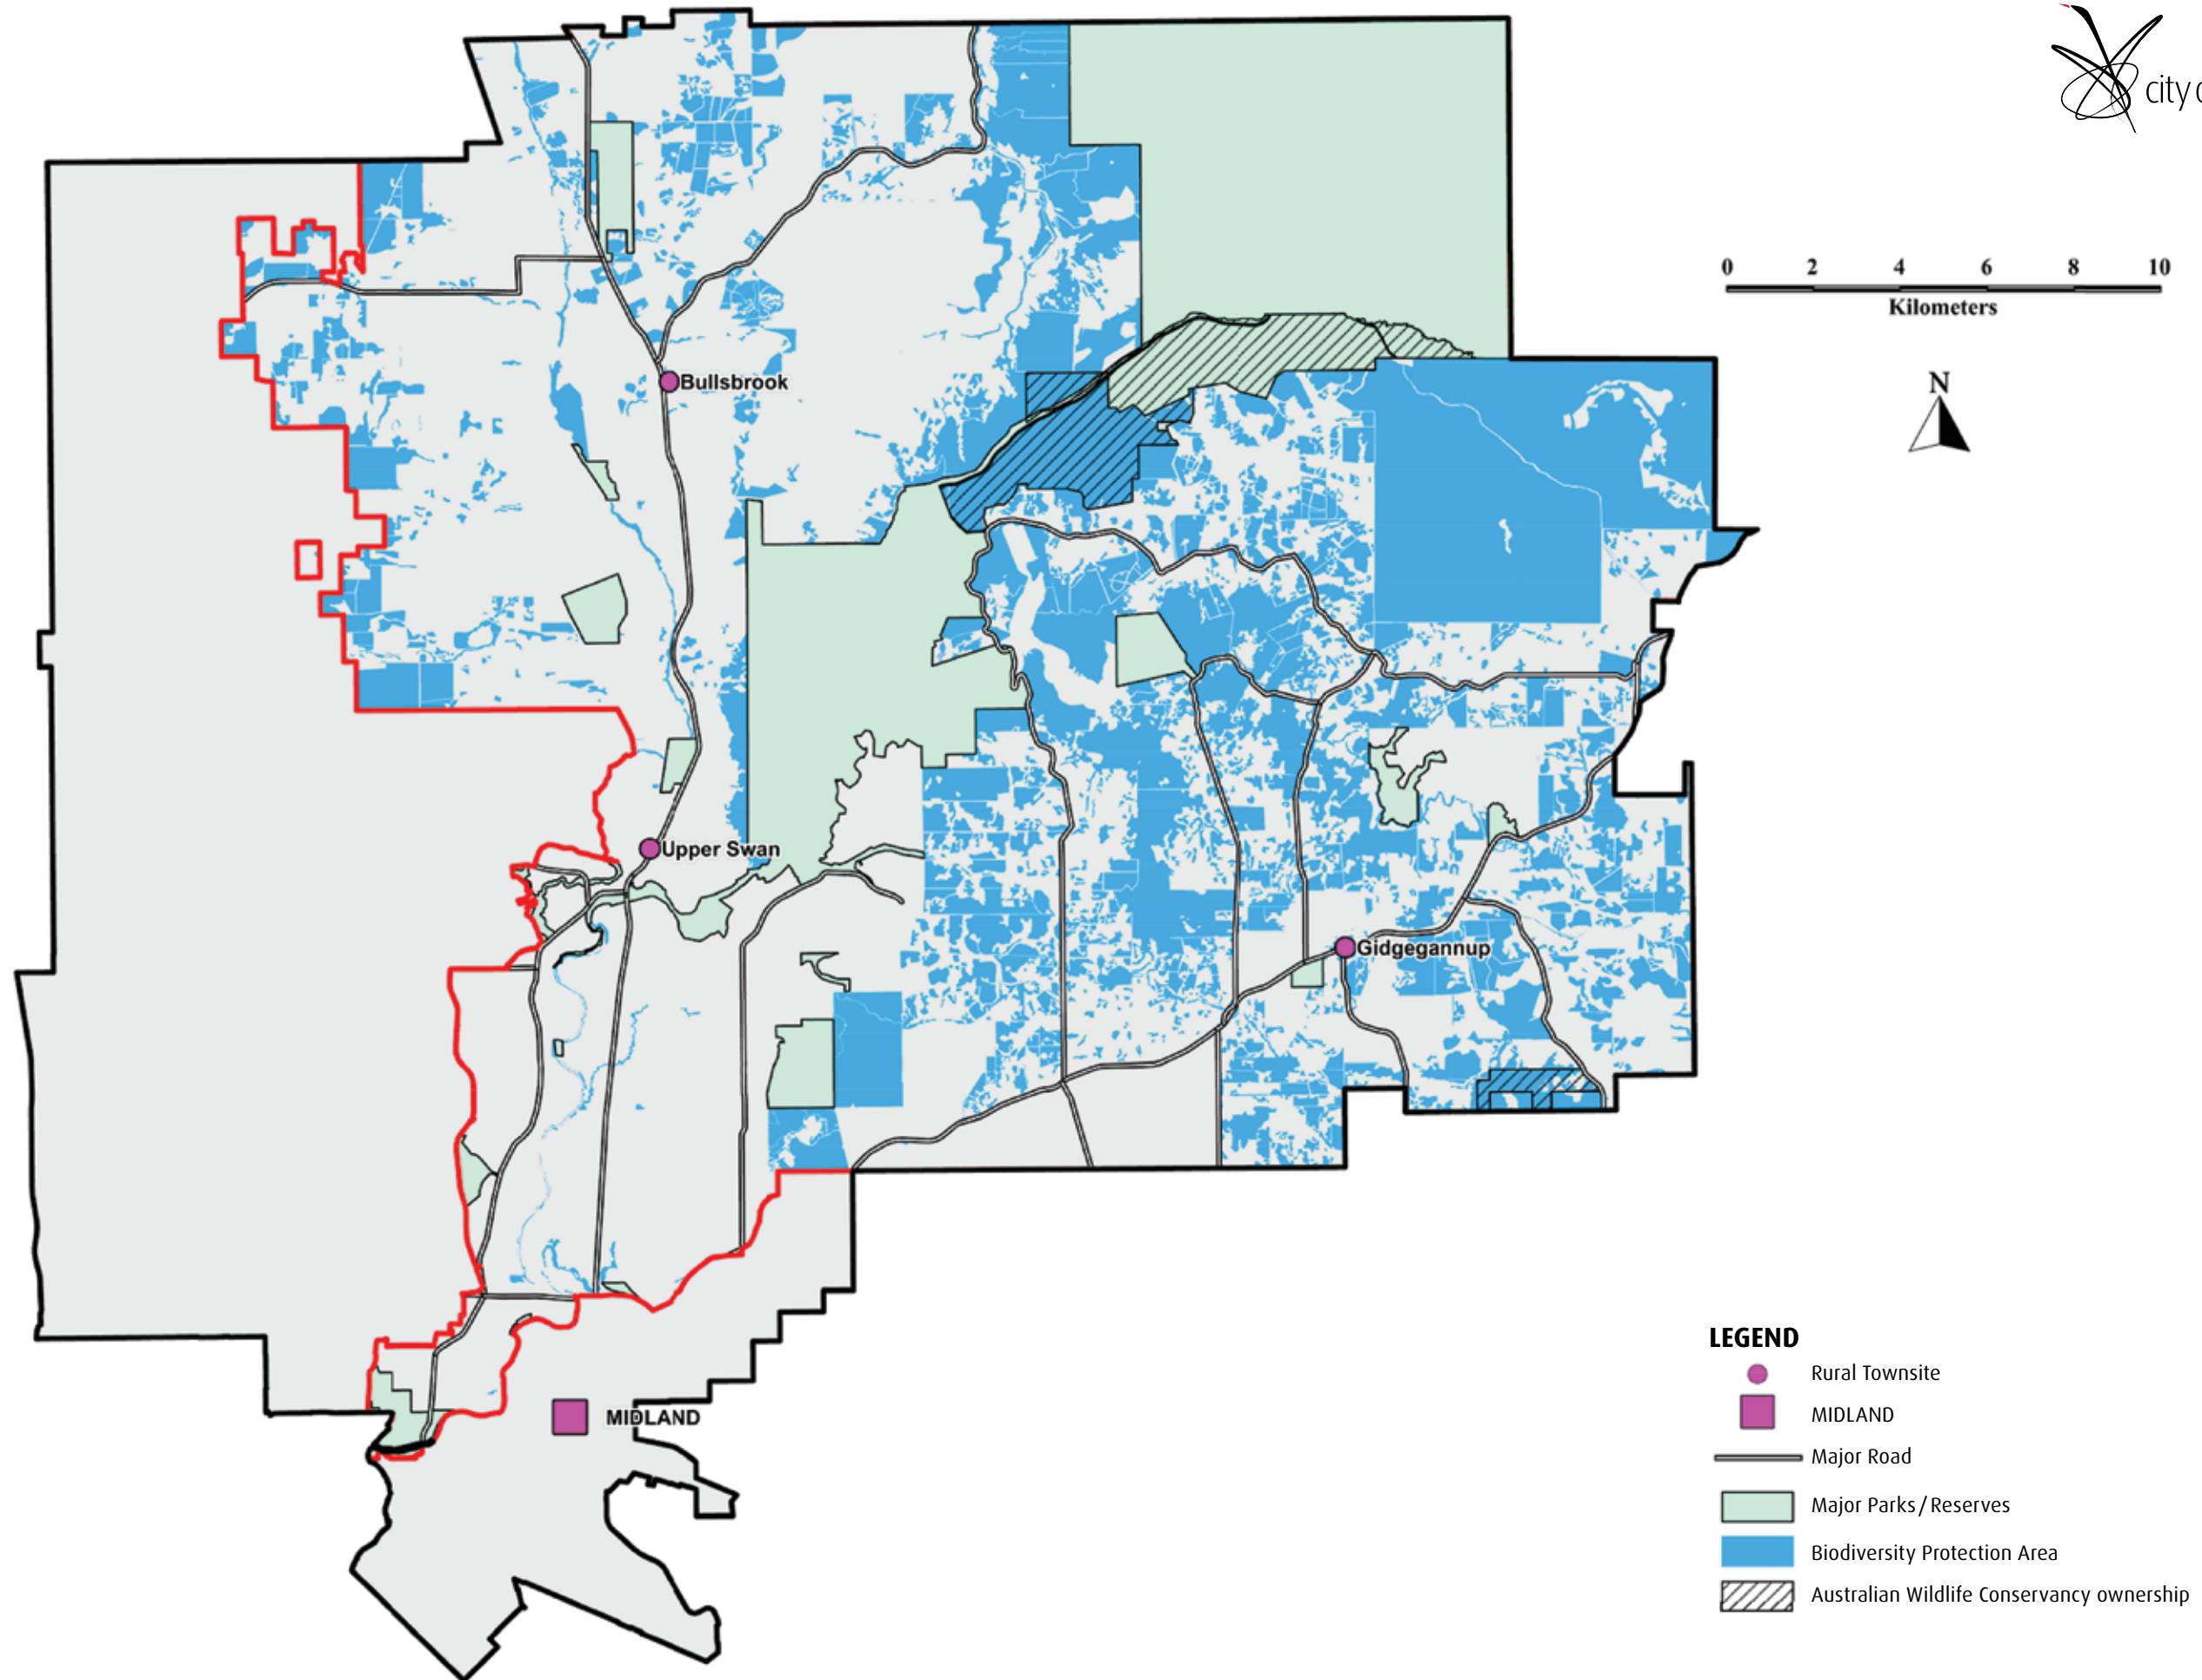 city o
0 2 4 6 8 10
Kilometers
N
Bullsbrook
Upper Swan
Gidgegannup
MIDLAND
LEGEND
Rural Townsite
MIDLAND
Major Road
Major Parks/Reserves
Biodiversity Protection Area
Australian Wildlife Conservancy ownership